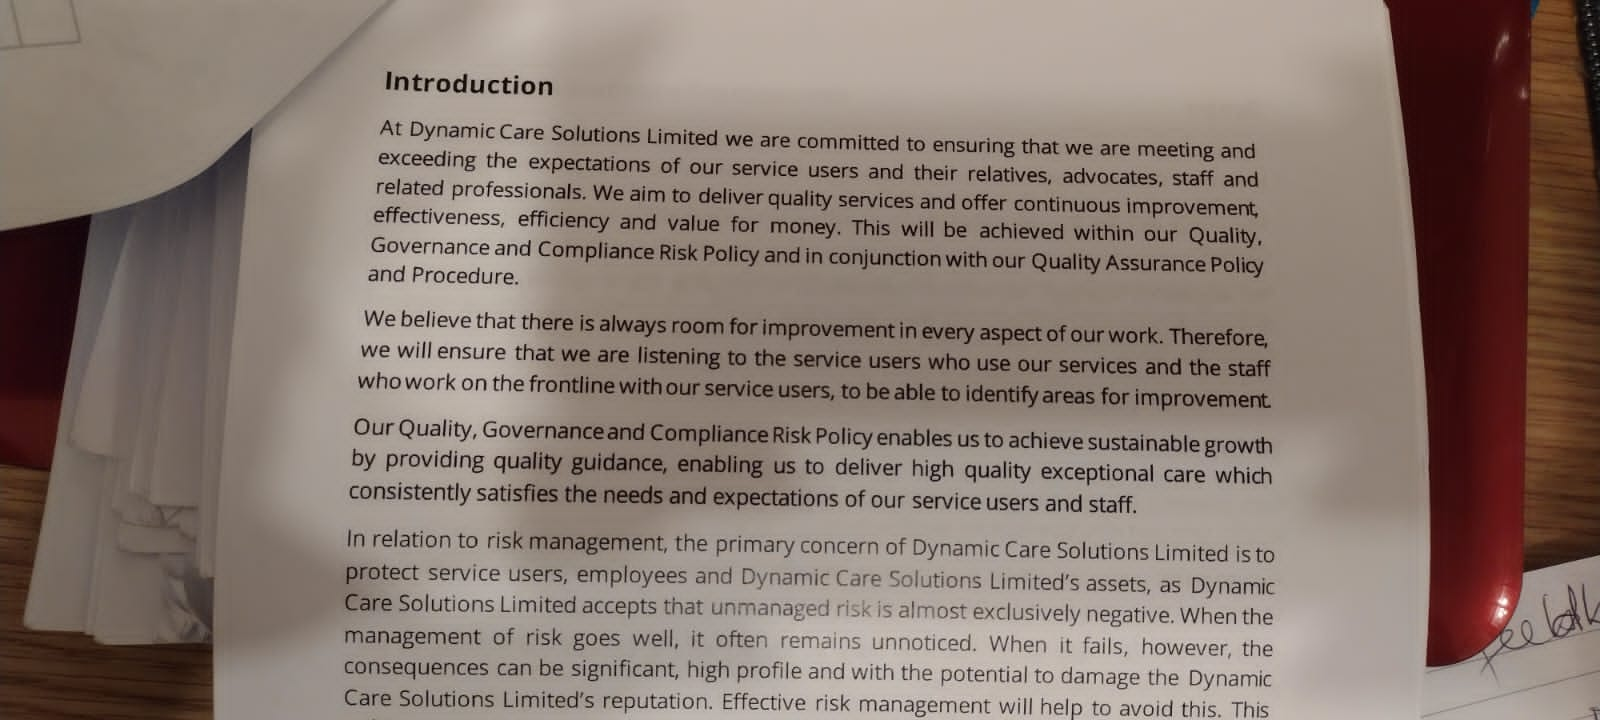 Introduction
At Dynamic Care Solutions Limited we are committed to ensuring that we are meeting and
exceeding the expectations of our service users and their relatives, advocates, staff and
related professionals. We aim to deliver quality services and offer continuous improvement,
effectiveness, efficiency and value for money. This will be achieved within our Quality,
Governance and Compliance Risk Policy and in conjunction with our Quality Assurance Policy
and Procedure.
We believe that there is always room for improvement in every aspect of our work. Therefore,
we will ensure that we are listening to the service users who use our services and the staff
who work on the frontline with our service users, to be able to identify areas for improvement.
Our Quality, Governance and Compliance Risk Policy enables us to achieve sustainable growth
by providing quality guidance, enabling us to deliver high quality exceptional care which
consistently satisfies the needs and expectations of our service users and staff.
In relation to risk management, the primary concern of Dynamic Care Solutions Limited is to
protect service users, employees and Dynamic Care Solutions Limited's assets, as Dynamic
Care Solutions Limited accepts that unmanaged risk is almost exclusively negative. When the
management of risk goes well, it often remains unnoticed. When it fails, however, the
consequences can be significant, high profile and with the potential to damage the Dynamic
Care Solutions Limited's reputation. Effective risk management will help to avoid this. This